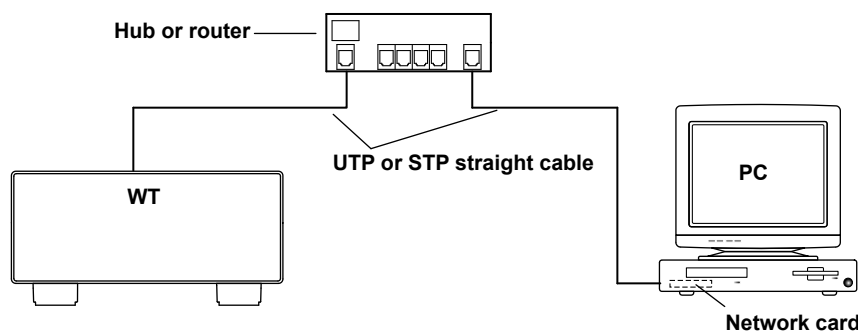 Hub or router
UTP or STP straight cable
WT
PC
Network card